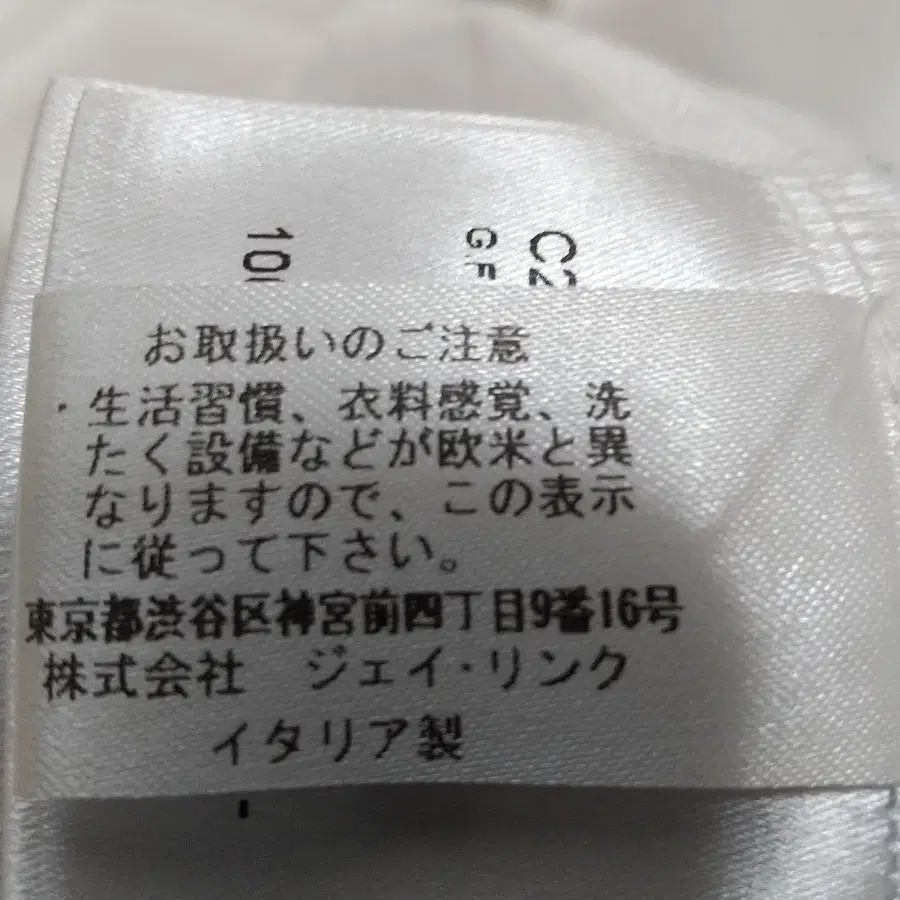 C2
G.F
10
お取扱いのご注意
・生活習慣、衣料感覚、洗
たく設備などが欧米と異
なりますので、この表示
に従って下さい。
東京都渋谷区神宮前四丁目9番16号
株式会社 ジェイ・リンク
イタリア製